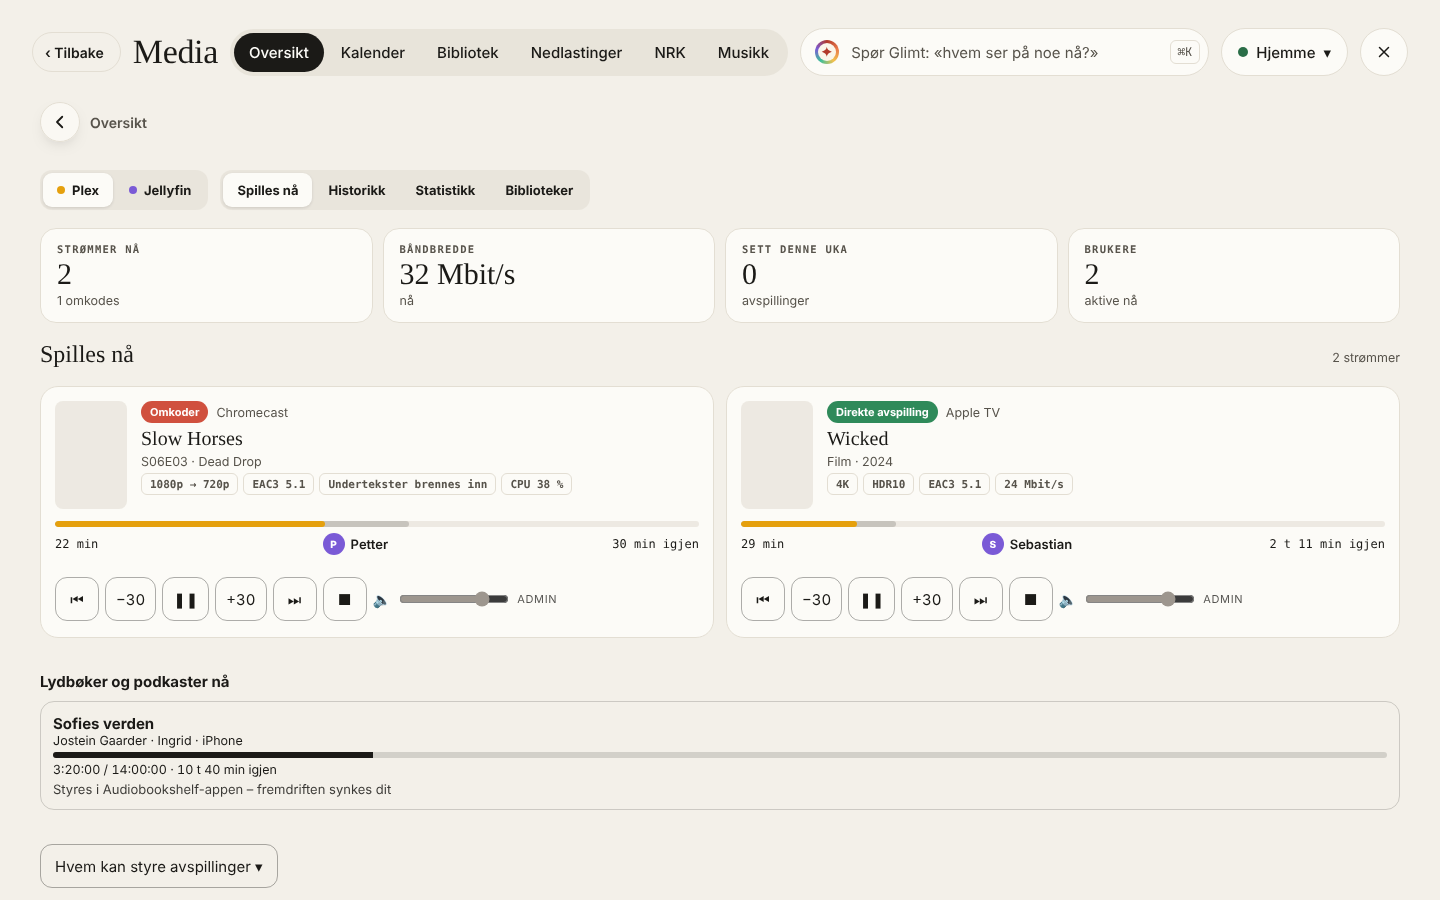 ‹ Tilbake Media Oversikt Kalender Bibliotek Nedlastinger NRK Musikk Spør Glimt: «hvem ser på noe nå?» ⌘K Hjemme ▾ ×
Oversikt
Plex Jellyfin Spilles nå Historikk Statistikk Biblioteker
STRØMMER NÅ
2
1 omkodes
BÅNDBREDDE
32 Mbit/s
nå
SETT DENNE UKA
0
avspillinger
BRUKERE
2
aktive nå
Spilles nå
2 strømmer
Omkoder Chromecast
Slow Horses
S06E03 · Dead Drop
1080p → 720p EAC3 5.1 Undertekster brennes inn CPU 38 %
22 min P Petter 30 min igjen
⏮ −30 ❚❚ +30 ⏭ ■ 🔈 ADMIN
Direkte avspilling Apple TV
Wicked
Film · 2024
4K HDR10 EAC3 5.1 24 Mbit/s
29 min S Sebastian 2 t 11 min igjen
⏮ −30 ❚❚ +30 ⏭ ■ 🔈 ADMIN
Lydbøker og podkaster nå
Sofies verden
Jostein Gaarder · Ingrid · iPhone
3:20:00 / 14:00:00 · 10 t 40 min igjen
Styres i Audiobookshelf-appen – fremdriften synkes dit
Hvem kan styre avspillinger ▾